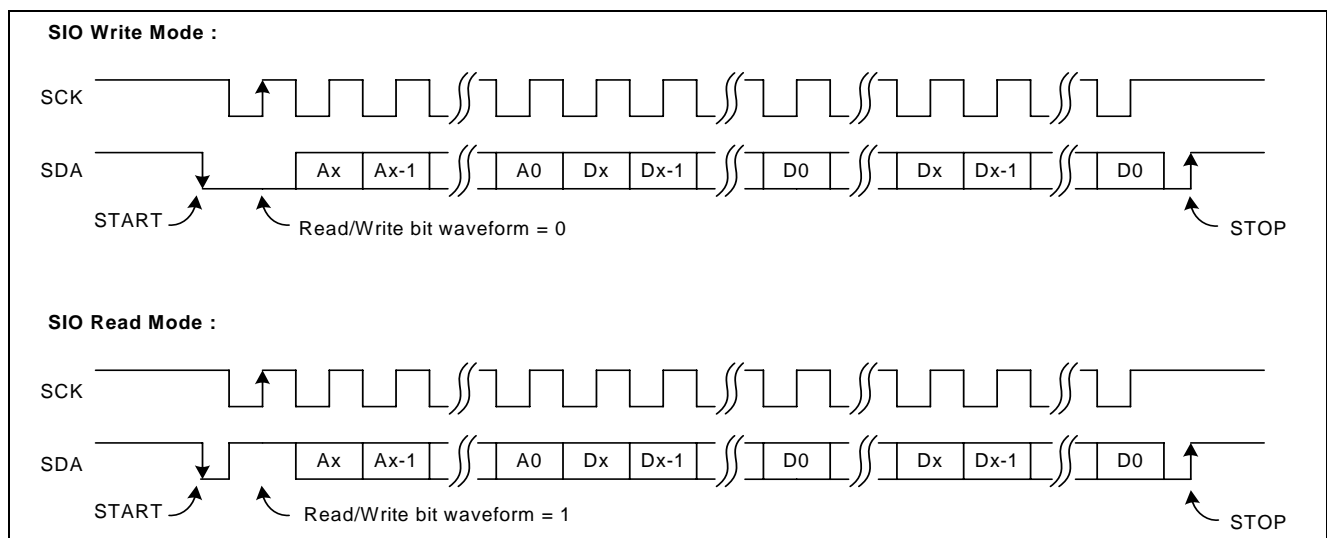 SIO Write Mode :
SCK
SDA
Ax Ax-1 A0 Dx Dx-1 D0 Dx Dx-1 D0
START
Read/Write bit waveform = 0
STOP
SIO Read Mode :
SCK
SDA
Ax Ax-1 A0 Dx Dx-1 D0 Dx Dx-1 D0
START
Read/Write bit waveform = 1
STOP